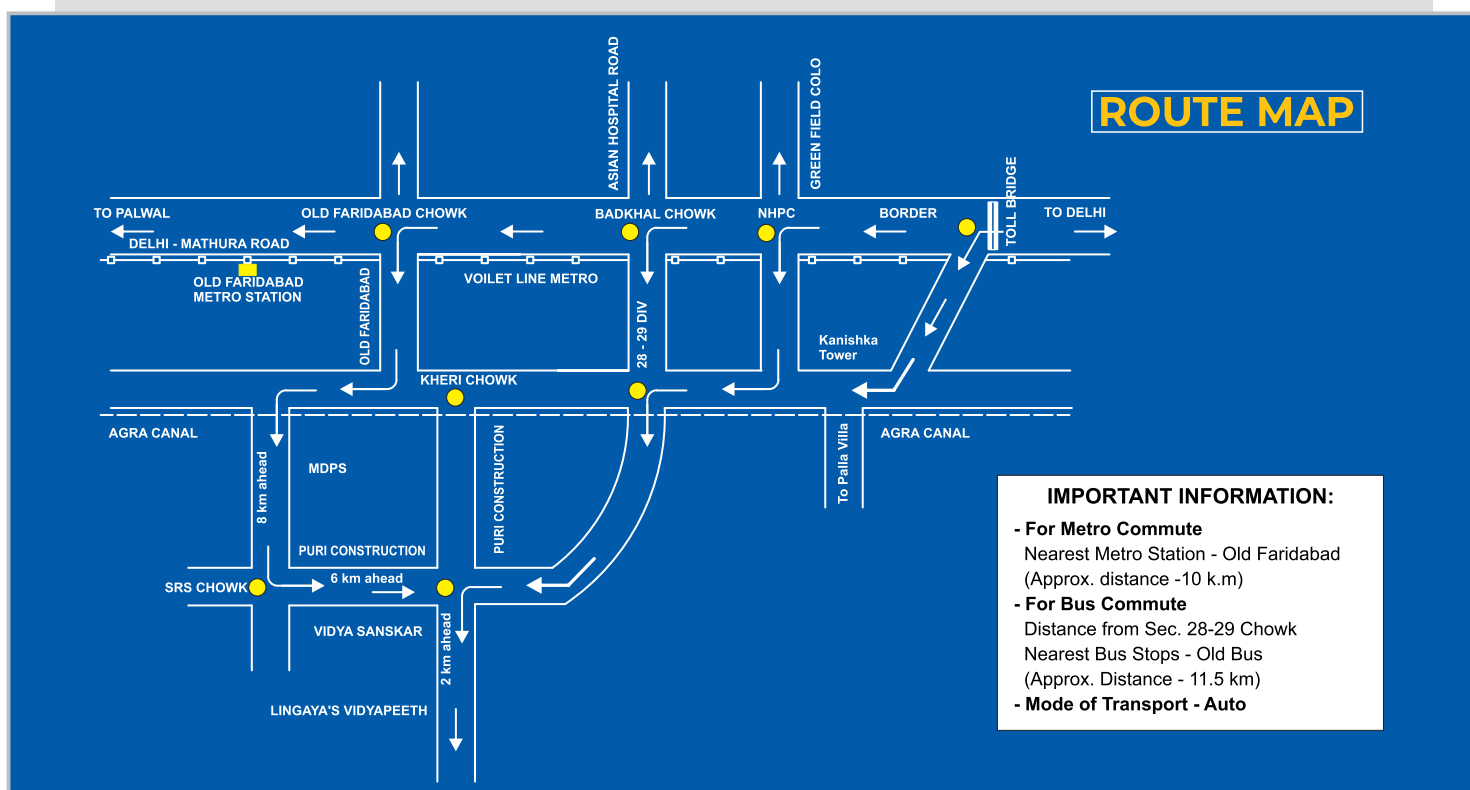 ROUTE MAP
ASIAN HOSPITAL ROAD
GREEN FIELD COLO
TOLL BRIDGE
TO PALWAL
OLD FARIDABAD CHOWK
BADKHAL CHOWK
NHPC
BORDER
TO DELHI
DELHI - MATHURA ROAD
OLD FARIDABAD
METRO STATION
VOILET LINE METRO
OLD FARIDABAD
28 - 29 DIV
Kanishka
Tower
KHERI CHOWK
AGRA CANAL
AGRA CANAL
8 km ahead
MDPS
PURI CONSTRUCTION
To Palla Villa
PURI CONSTRUCTION
SRS CHOWK
6 km ahead
VIDYA SANSKAR
2 km ahead
LINGAYA'S VIDYAPEETH
IMPORTANT INFORMATION:
- For Metro Commute
Nearest Metro Station - Old Faridabad
(Approx. distance -10 k.m)
- For Bus Commute
Distance from Sec. 28-29 Chowk
Nearest Bus Stops - Old Bus
(Approx. Distance - 11.5 km)
- Mode of Transport - Auto